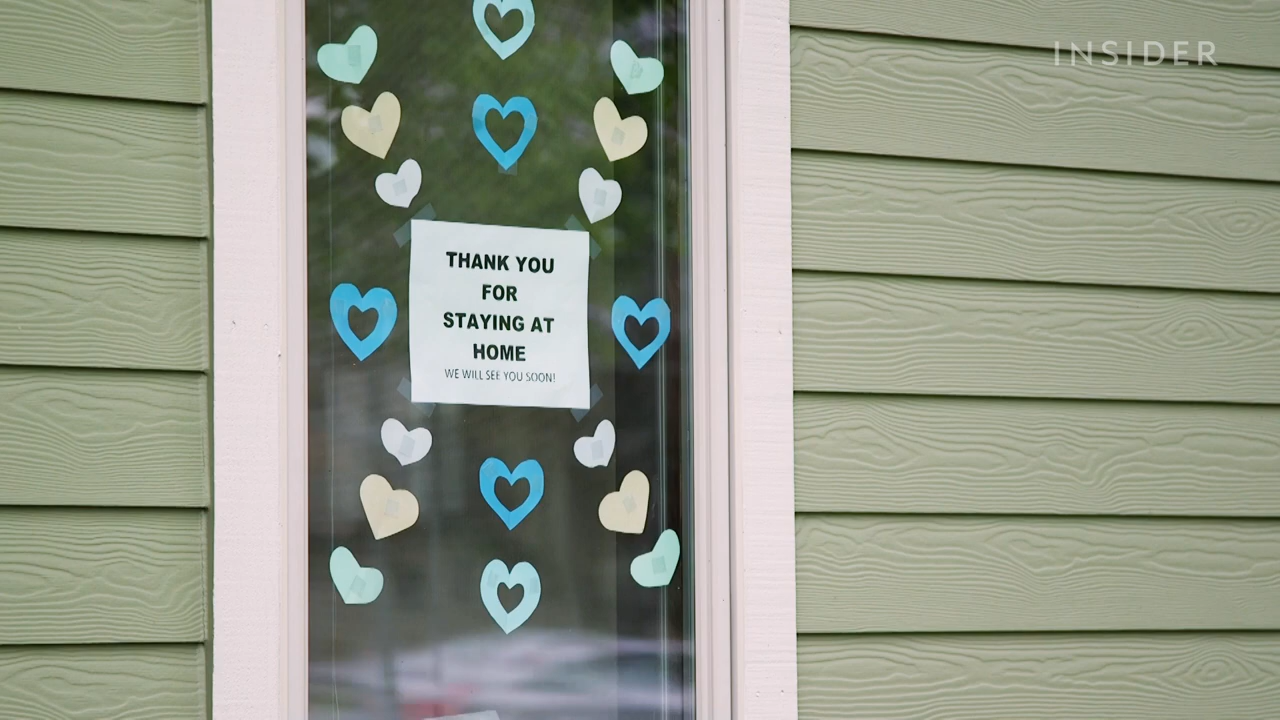 INSIDER
THANK YOU
FOR
STAYING AT
HOME
WE WILL SEE YOU SOON!